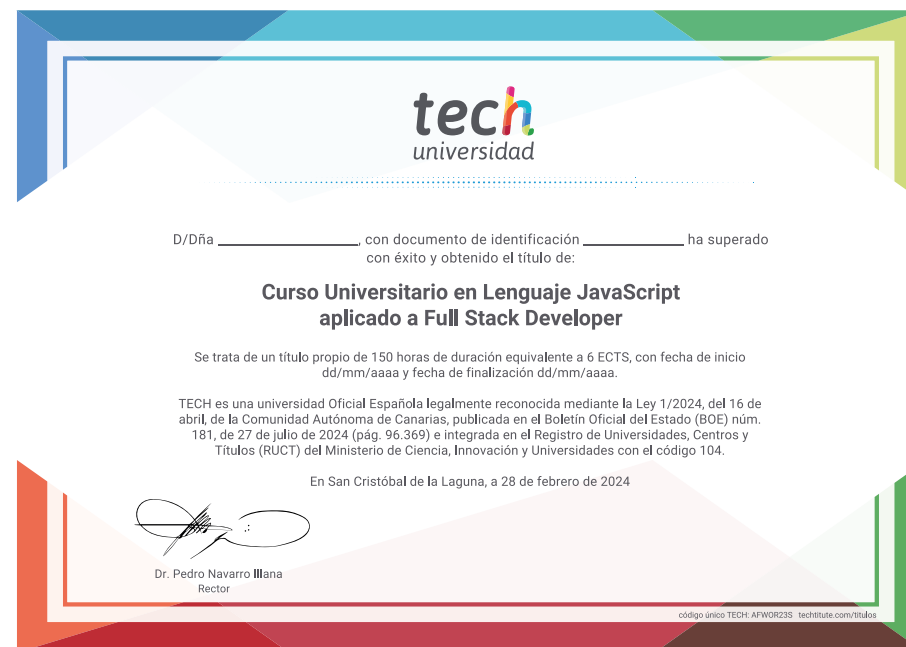 tech
universidad
D/Dña ____________________, con documento de identificación ______________ ha superado
con éxito y obtenido el título de:
Curso Universitario en Lenguaje JavaScript
aplicado a Full Stack Developer
Se trata de un título propio de 150 horas de duración equivalente a 6 ECTS, con fecha de inicio
dd/mm/aaaa y fecha de finalización dd/mm/aaaa.
TECH es una universidad Oficial Española legalmente reconocida mediante la Ley 1/2024, del 16 de
abril, de la Comunidad Autónoma de Canarias, publicada en el Boletín Oficial del Estado (BOE) núm.
181, de 27 de julio de 2024 (pág. 96.369) e integrada en el Registro de Universidades, Centros y
Títulos (RUCT) del Ministerio de Ciencia, Innovación y Universidades con el código 104.
En San Cristóbal de la Laguna, a 28 de febrero de 2024
Dr. Pedro Navarro Illana
Rector
código único TECH: AFWOR23S techtitute.com/titulos